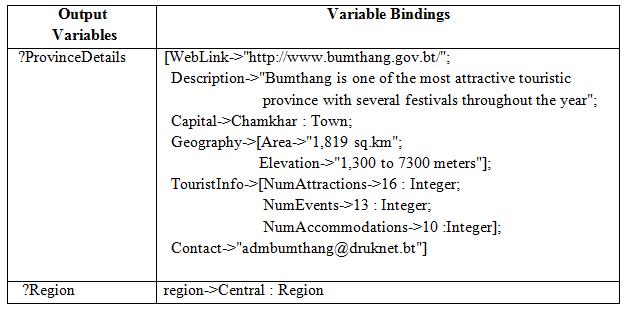 Output Variables
Variable Bindings
?ProvinceDetails
[WebLink->"http://www.bumthang.gov.bt/";
Description->"Bumthang is one of the most attractive touristic
province with several festivals throughout the year";
Capital->Chamkhar : Town;
Geography->[Area->"1,819 sq.km";
Elevation->"1,300 to 7300 meters"];
TouristInfo->[NumAttractions->16 : Integer;
NumEvents->13 : Integer;
NumAccommodations->10 :Integer];
Contact->"admbumthang@druknet.bt"]
?Region
region->Central : Region